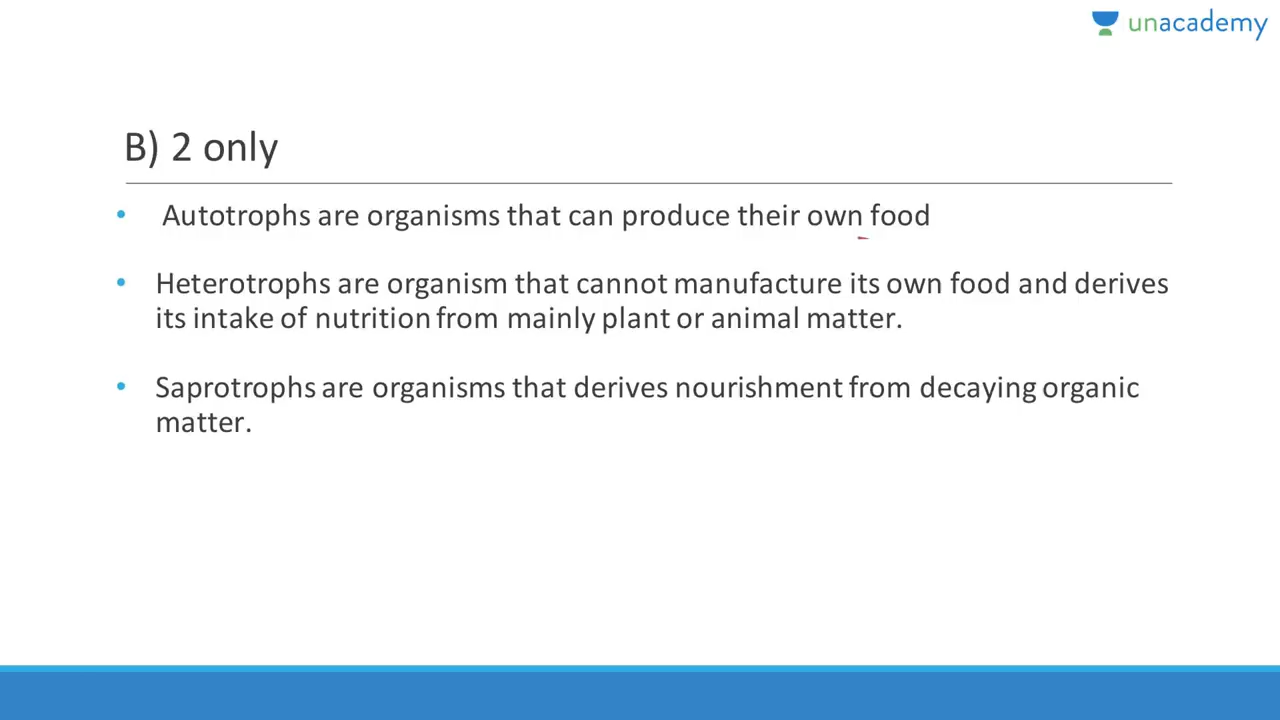 unacademy
B) 2 only
• Autotrophs are organisms that can produce their own food
• Heterotrophs are organism that cannot manufacture its own food and derives
its intake of nutrition from mainly plant or animal matter.
• Saprotrophs are organisms that derives nourishment from decaying organic
matter.